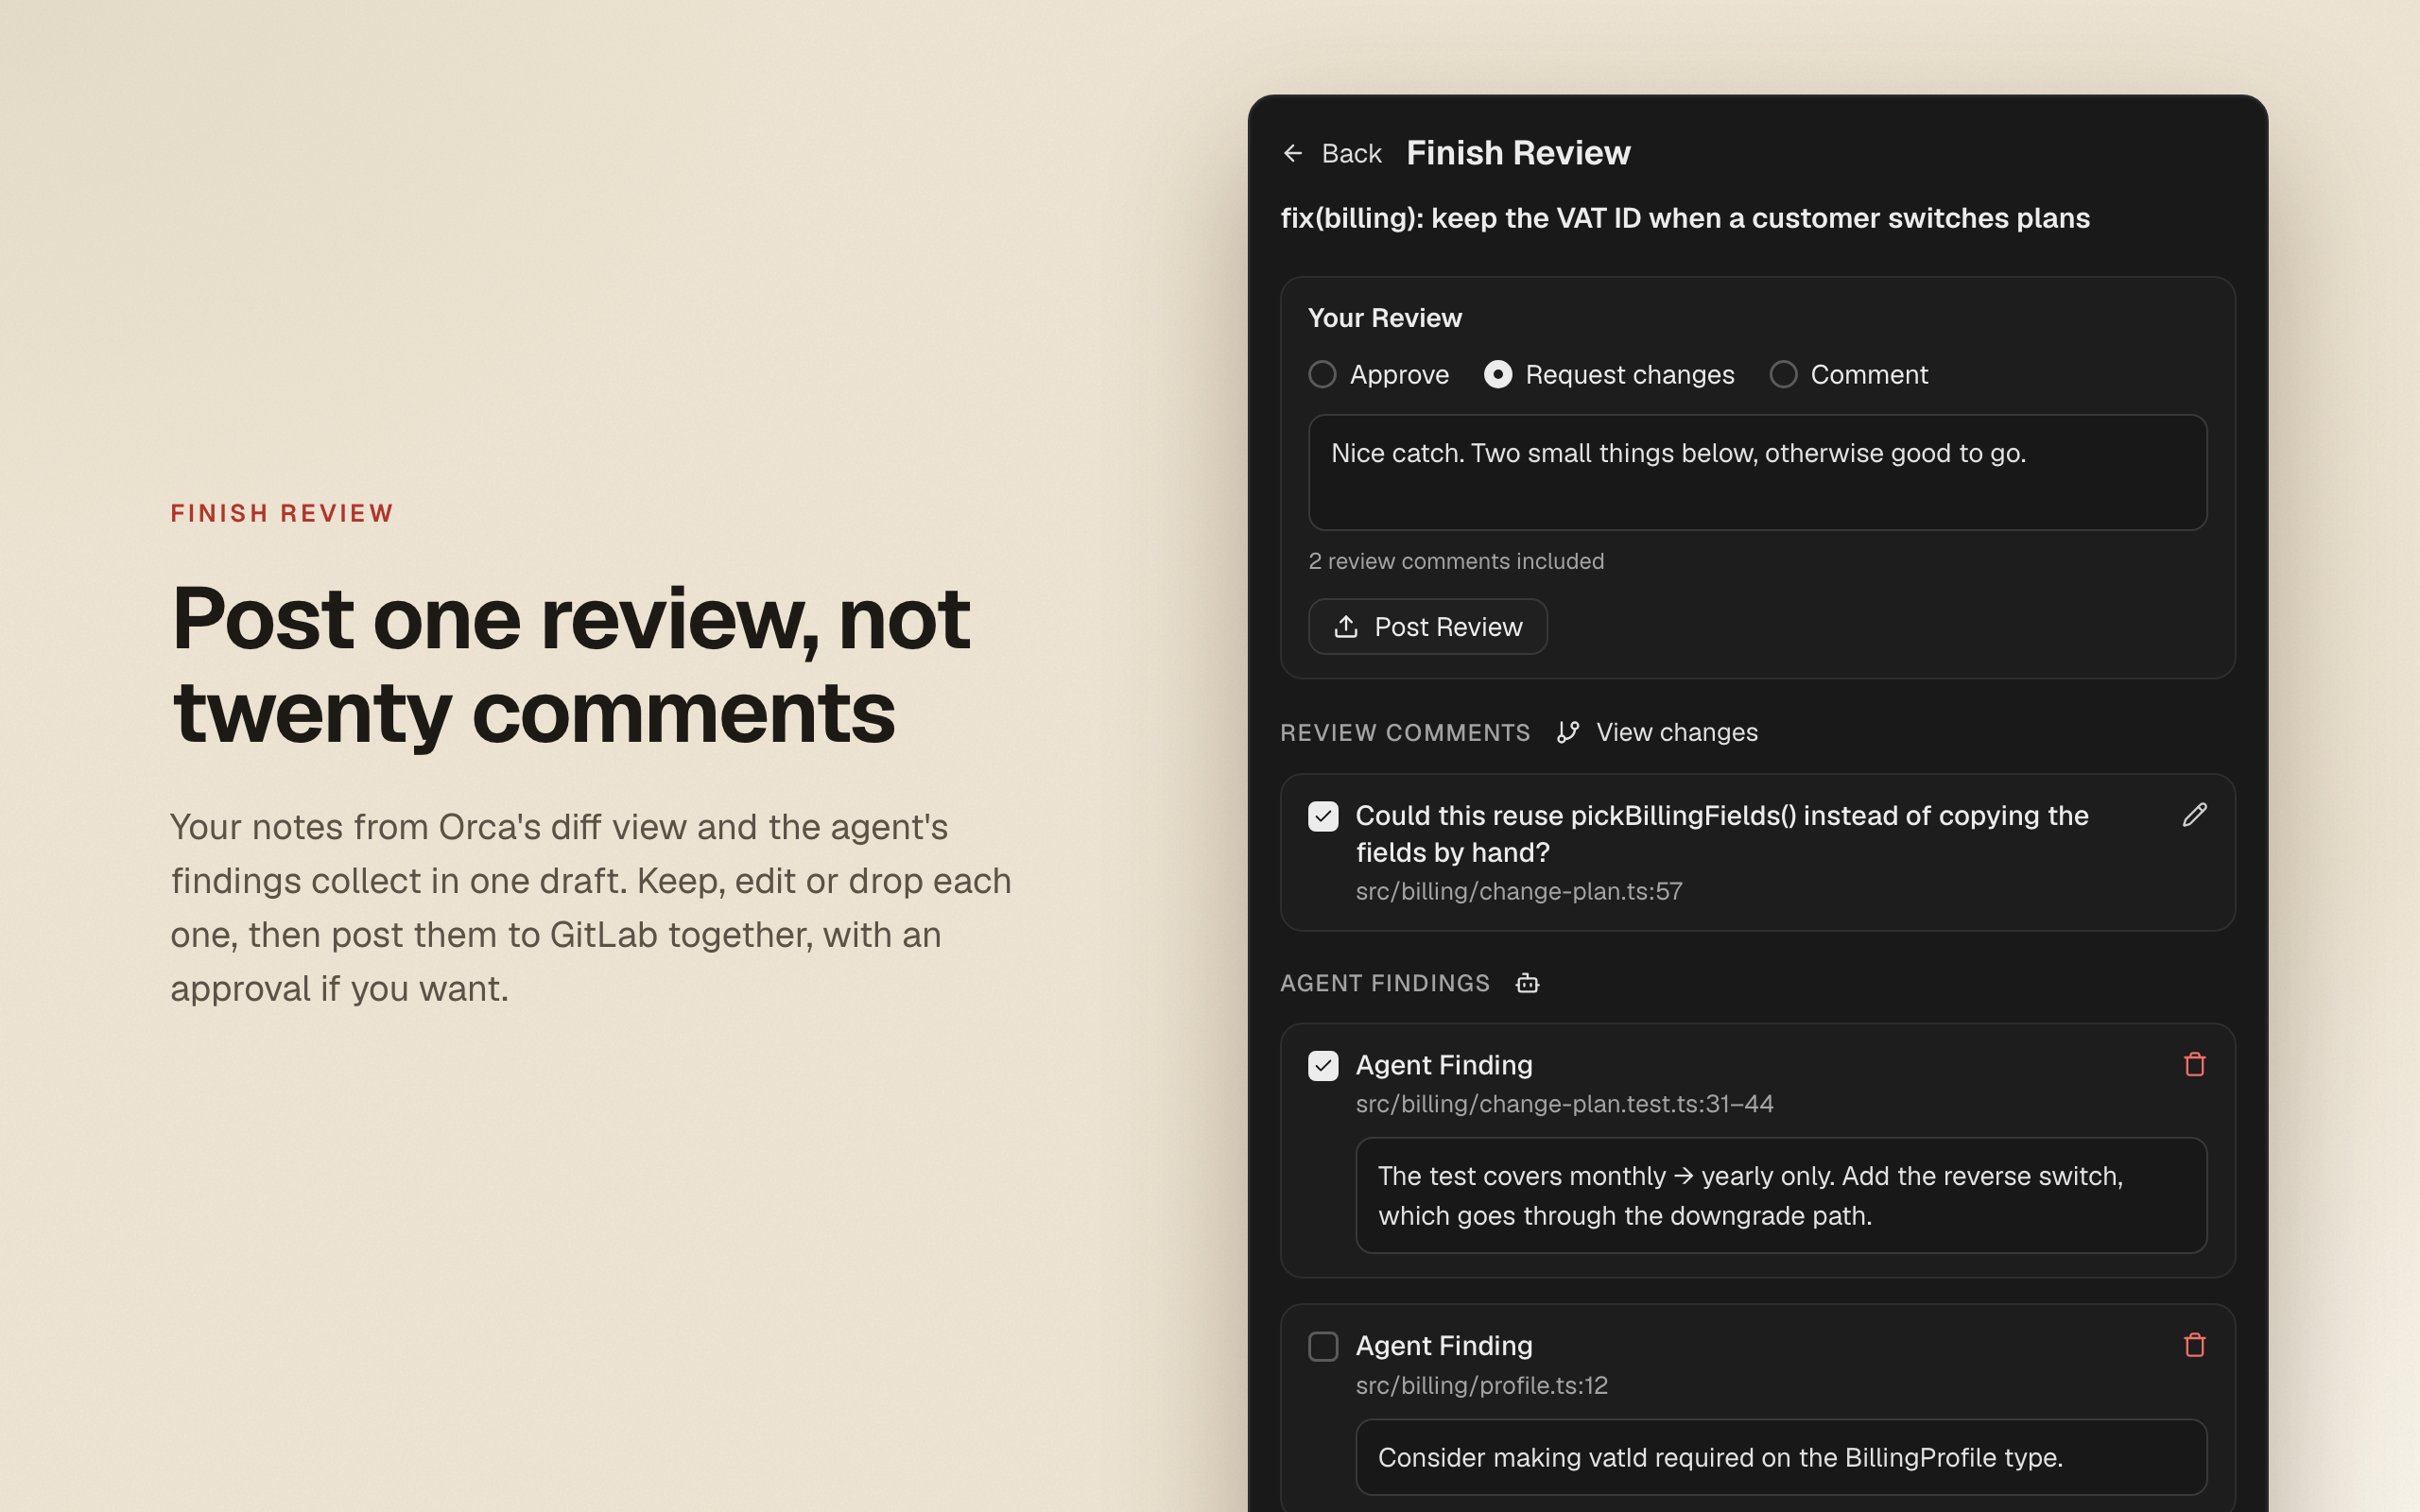 FINISH REVIEW
Post one review, not
twenty comments
Your notes from Orca's diff view and the agent's
findings collect in one draft. Keep, edit or drop each
one, then post them to GitLab together, with an
approval if you want.
Back Finish Review
fix(billing): keep the VAT ID when a customer switches plans
Your Review
Approve Request changes Comment
Nice catch. Two small things below, otherwise good to go.
2 review comments included
Post Review
REVIEW COMMENTS View changes
Could this reuse pickBillingFields() instead of copying the
fields by hand?
src/billing/change-plan.ts:57
AGENT FINDINGS
Agent Finding
src/billing/change-plan.test.ts:31–44
The test covers monthly → yearly only. Add the reverse switch,
which goes through the downgrade path.
Agent Finding
src/billing/profile.ts:12
Consider making vatId required on the BillingProfile type.